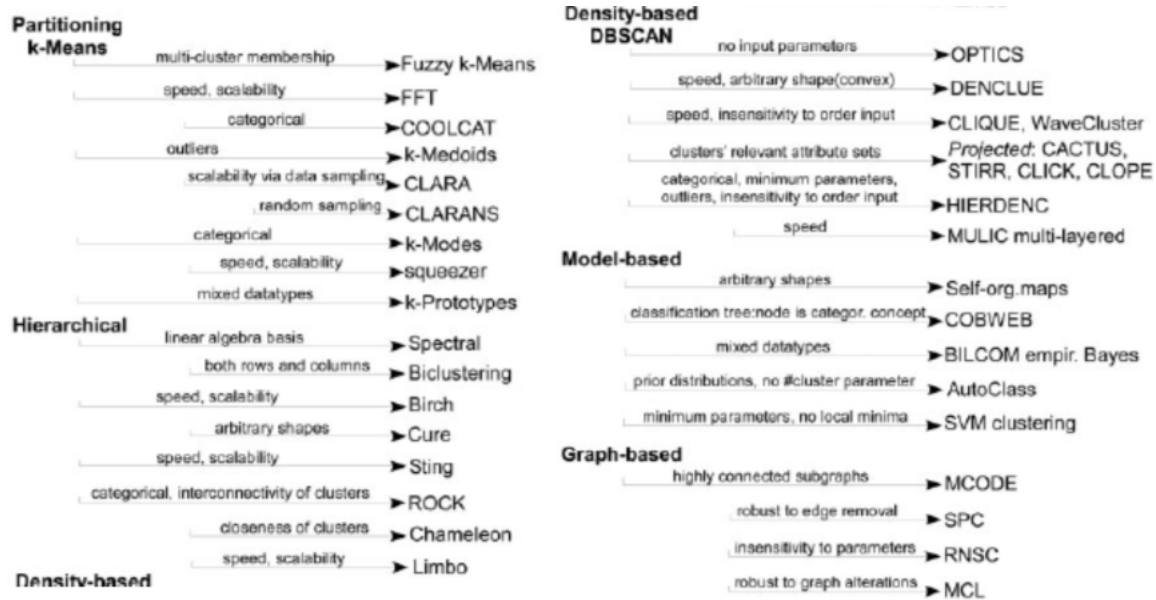 Partitioning
k-Means
multi-cluster membership Fuzzy k-Means
speed, scalability FFT
categorical COOLCAT
outliers k-Medoids
scalability via data sampling CLARA
random sampling CLARANS
categorical k-Modes
speed, scalability squeezer
mixed datatypes k-Prototypes
Hierarchical
linear algebra basis Spectral
both rows and columns Biclustering
speed, scalability Birch
arbitrary shapes Cure
speed, scalability Sting
categorical, interconnectivity of clusters ROCK
closeness of clusters Chameleon
speed, scalability Limbo
Density-based
Density-based
DBSCAN
no input parameters OPTICS
speed, arbitrary shape(convex) DENCLUE
speed, insensitivity to order input CLIQUE, WaveCluster
clusters' relevant attribute sets Projected: CACTUS,
STIRR, CLICK, CLOPE
categorical, minimum parameters,
outliers, insensitivity to order input HIERDENC
speed MULIC multi-layered
Model-based
arbitrary shapes Self-org.maps
classification tree:node is categor. concept COBWEB
mixed datatypes BILCOM empir. Bayes
prior distributions, no #cluster parameter AutoClass
minimum parameters, no local minima SVM clustering
Graph-based
highly connected subgraphs MCODE
robust to edge removal SPC
insensitivity to parameters RNSC
robust to graph alterations MCL